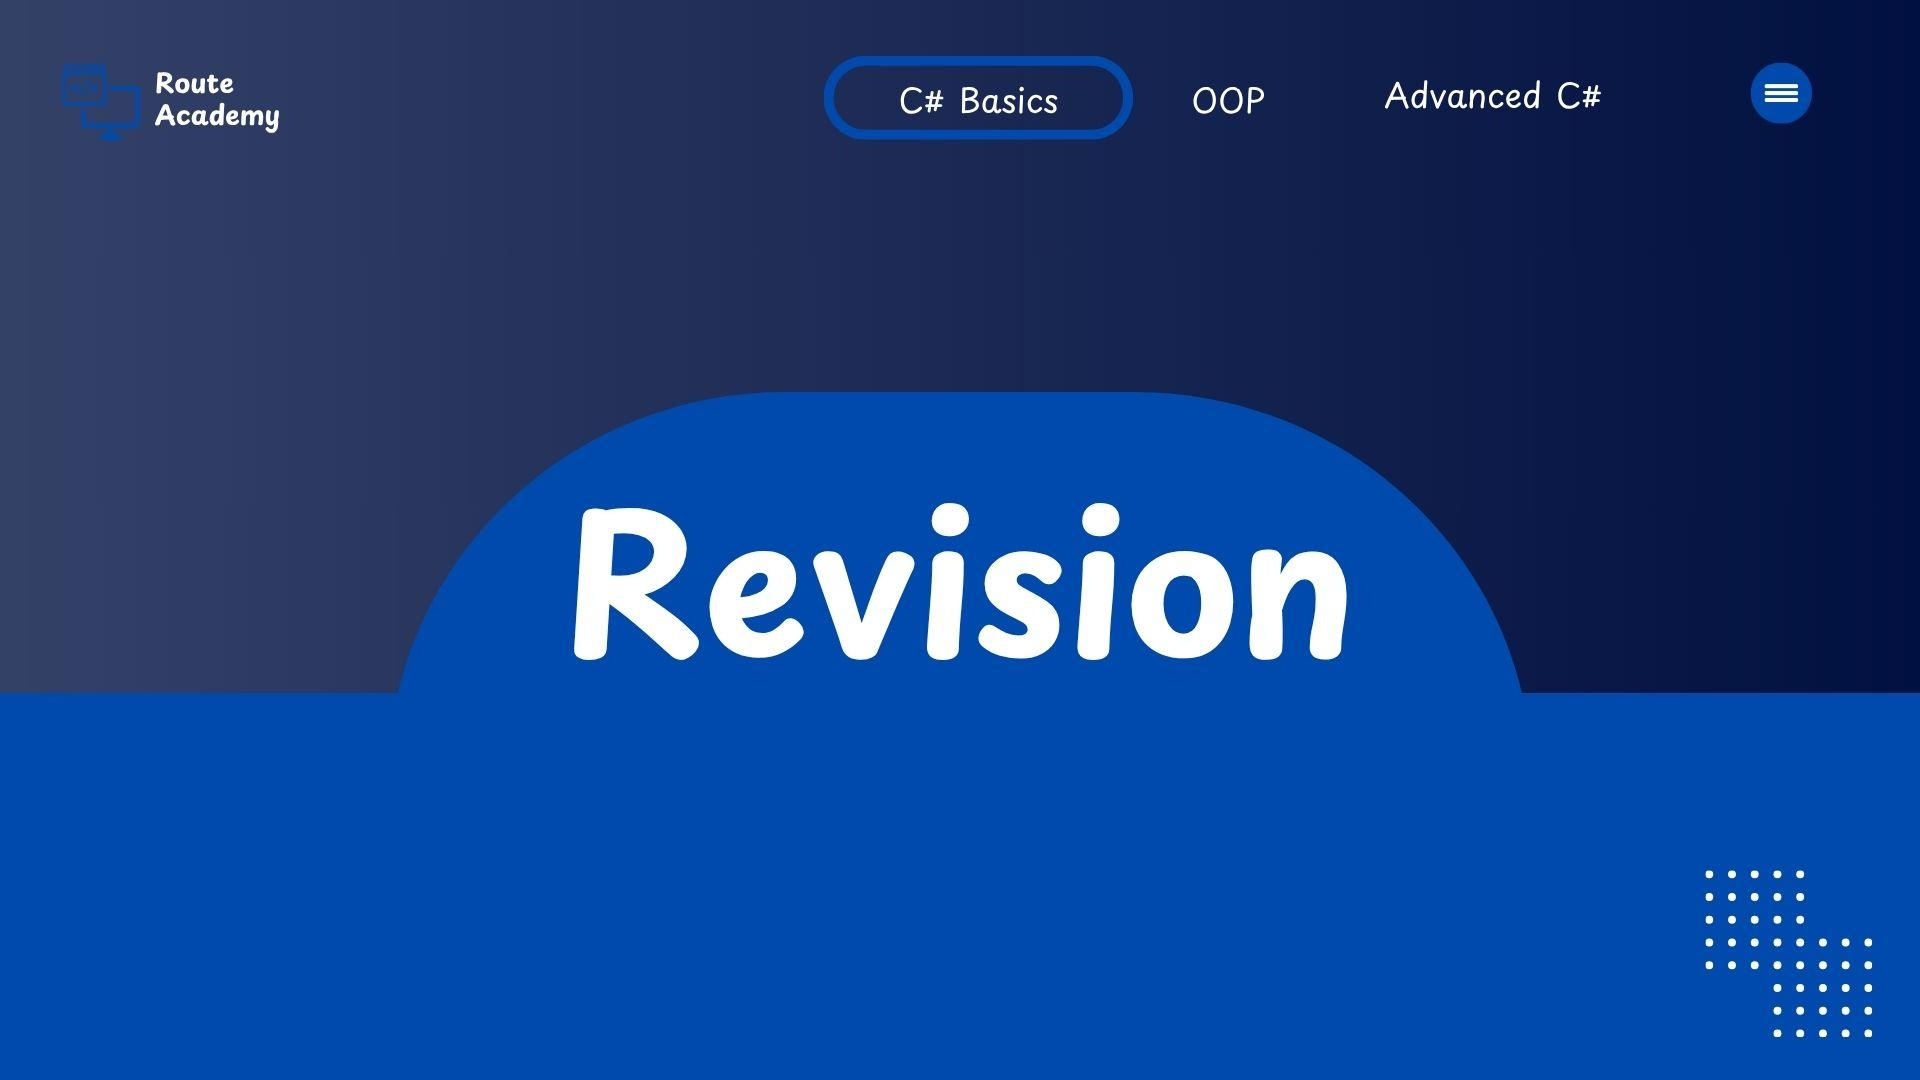 Route
Academy
C# Basics
OOP
Advanced C#
Revision